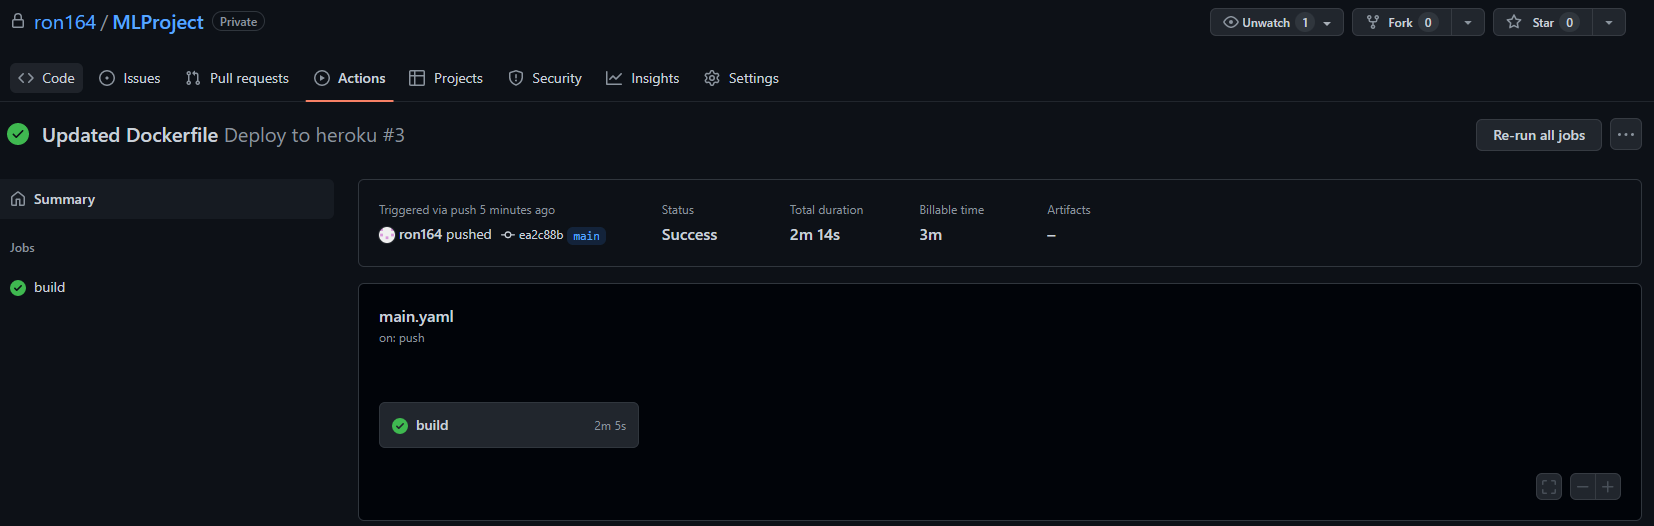 ron164 / MLProject Private
Unwatch 1 Fork 0 Star 0
Code Issues Pull requests Actions Projects Security Insights Settings
Updated Dockerfile Deploy to heroku #3
Re-run all jobs
Summary
Jobs
build
Triggered via push 5 minutes ago
ron164 pushed ea2c88b main
Status
Success
Total duration
2m 14s
Billable time
3m
Artifacts
–
main.yaml
on: push
build 2m 5s